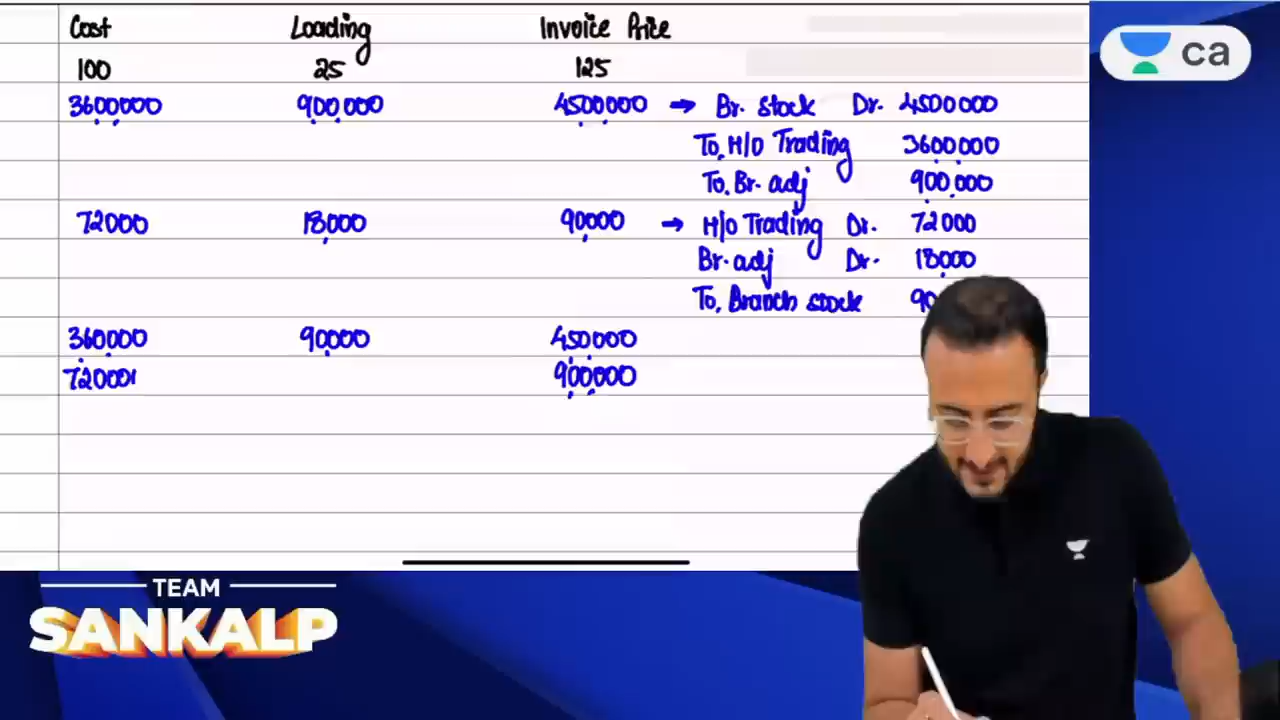 Cost Loading Invoice Price
100 25 125
3600000 900000 4500000 → Br. stock Dr. 4500000
To, H/o Trading 3600000
To, Br. adj 900000
72000 18000 90000 → H/o Trading Dr. 72000
Br. adj Dr. 18000
To, Branch stock
360000 90000 450000
900000
ca
TEAM
SANKALP